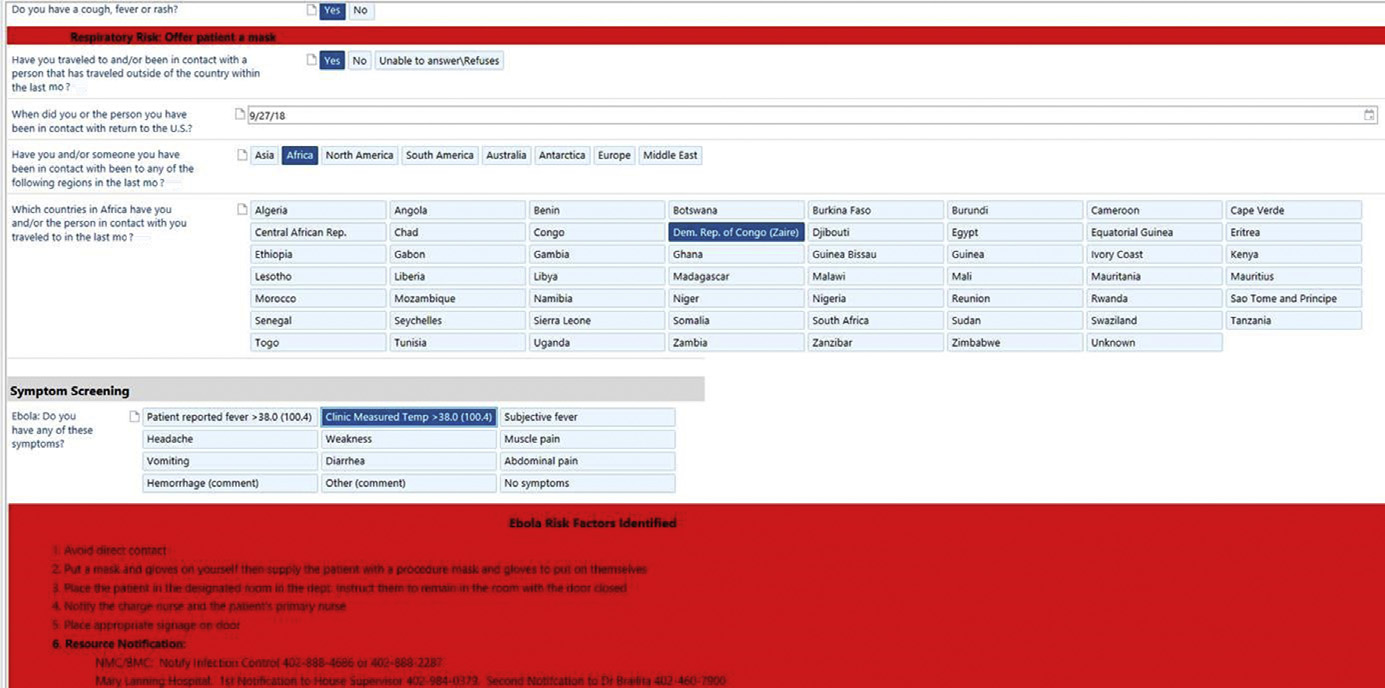 Do you have a cough, fever or rash? Yes No
Respiratory Risk: Offer patient a mask
Have you traveled to and/or been in contact with a Yes No Unable to answer\Refuses
person that has traveled outside of the country within
the last mo?
When did you or the person you have 9/27/18
been in contact with return to the U.S.?
Have you and/or someone you have Asia Africa North America South America Australia Antarctica Europe Middle East
been in contact with been to any of the
following regions in the last mo?
Which countries in Africa have you Algeria Angola Benin Botswana Burkina Faso Burundi Cameroon Cape Verde
and/or the person in contact with you Central African Rep. Chad Congo Dem. Rep. of Congo (Zaire) Djibouti Egypt Equatorial Guinea Eritrea
traveled to in the last mo?
Ethiopia Gabon Gambia Ghana Guinea Bissau Guinea Ivory Coast Kenya
Lesotho Liberia Libya Madagascar Malawi Mali Mauritania Mauritius
Morocco Mozambique Namibia Niger Nigeria Reunion Rwanda Sao Tome and Principe
Senegal Seychelles Sierra Leone Somalia South Africa Sudan Swaziland Tanzania
Togo Tunisia Uganda Zambia Zanzibar Zimbabwe Unknown
Symptom Screening
Ebola: Do you Patient reported fever >38.0 (100.4) Clinic Measured Temp >38.0 (100.4) Subjective fever
have any of these Headache Weakness Muscle pain
symptoms?
Vomiting Diarrhea Abdominal pain
Hemorrhage (comment) Other (comment) No symptoms
Ebola Risk Factors Identified
1. Avoid direct contact
2. Put a mask and gloves on yourself then supply the patient with a procedure mask and gloves to put on themselves
3. Place the patient in the designated room in the dept. Instruct them to remain in the room with the door closed
4. Notify the charge nurse and the patient's primary nurse
5. Place appropriate signage on door
6. Resource Notification:
NMC/BMC: Notify Infection Control 402-888-4686 or 402-888-2287
Mary Lanning Hospital: 1st Notification to House Supervisor 402-984-0379. Second Notification to Dr 402-460-7900